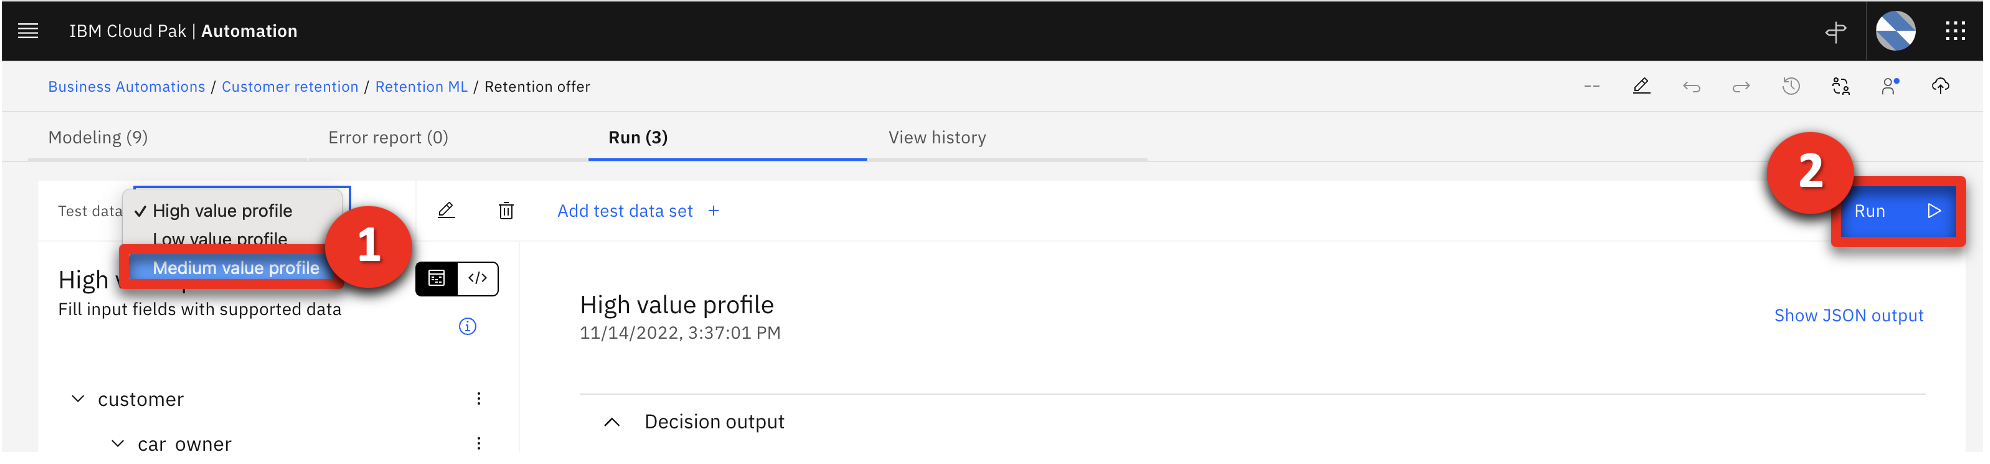 IBM Cloud Pak | Automation
Business Automations / Customer retention / Retention ML / Retention offer
--
Modeling (9)
Error report (0)
Run (3)
View history
Test data
✓ High value profile
Low value profile
Medium value profile
1
Add test data set +
2
Run
High v
</>
Fill input fields with supported data
High value profile
11/14/2022, 3:37:01 PM
Show JSON output
customer
car owner
Decision output